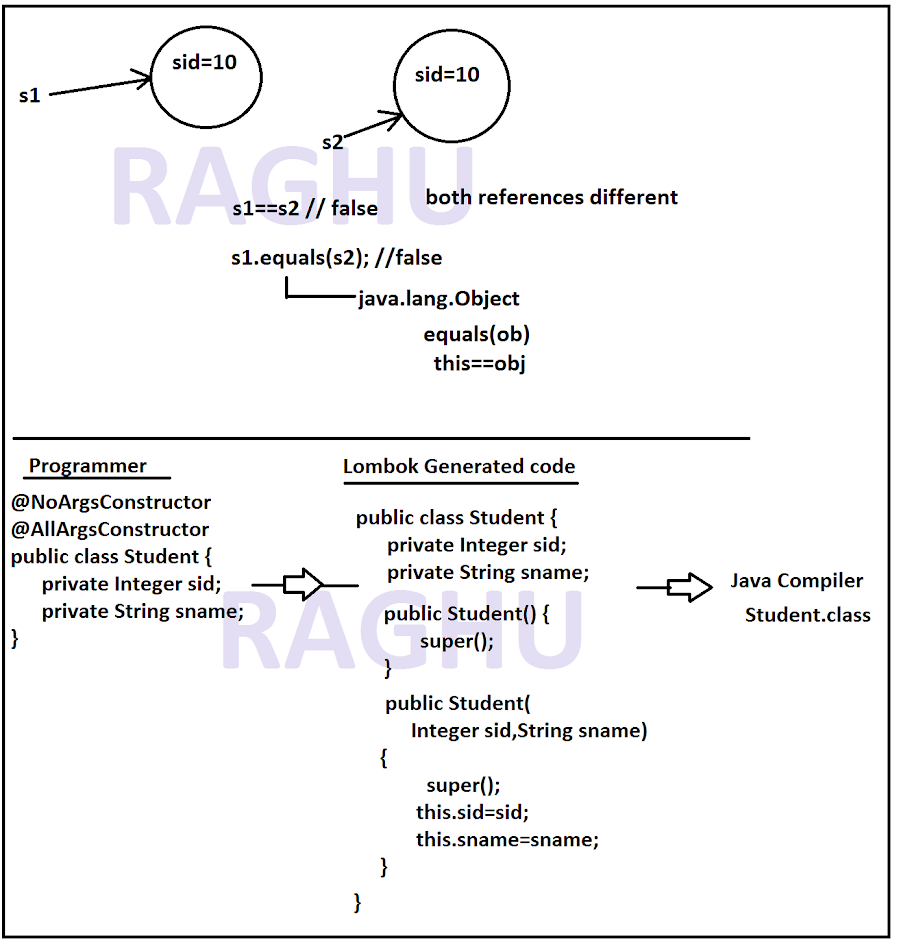 sid=10
sid=10
s1
s2
RAGHU
both references different
s1==s2 // false
s1.equals(s2); //false
java.lang.Object
equals(ob)
this==obj
Programmer
@NoArgsConstructor
@AllArgsConstructor
public class Student {
private Integer sid;
private String sname;
}
Lombok Generated code
public class Student {
private Integer sid;
private String sname;
public Student() {
super();
}
public Student(
Integer sid,String sname)
{
super();
this.sid=sid;
this.sname=sname;
}
}
Java Compiler
Student.class
RAGHU